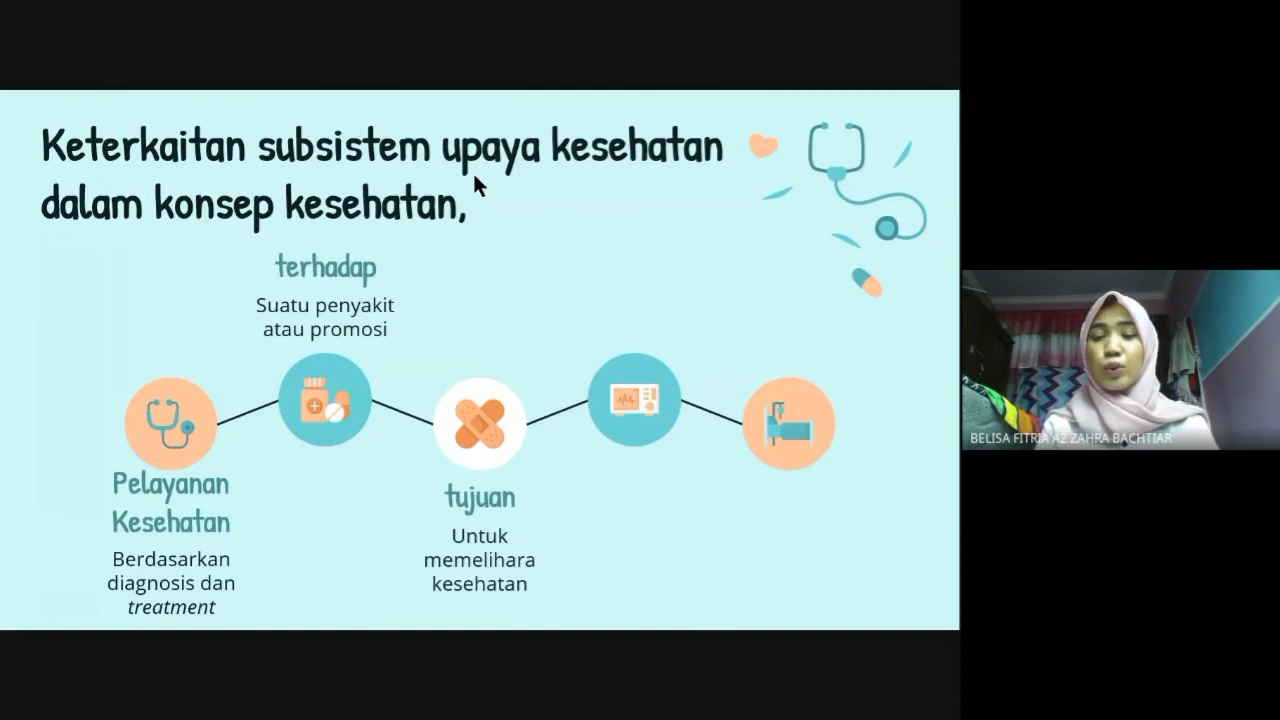 Keterkaitan subsistem upaya kesehatan
dalam konsep kesehatan,
terhadap
Suatu penyakit
atau promosi
Pelayanan
Kesehatan
Berdasarkan
diagnosis dan
treatment
tujuan
Untuk
memelihara
kesehatan
BELISA FITRIA AZ ZAHRA BACHTIAR